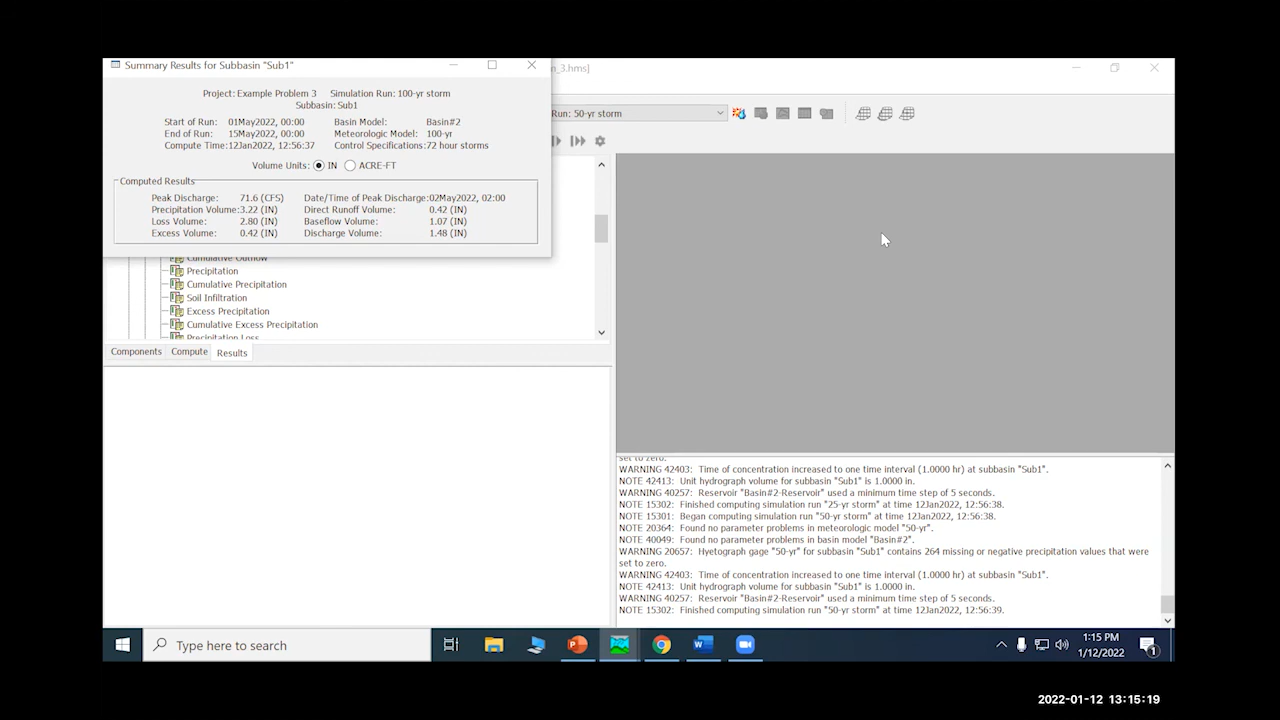 Summary Results for Subbasin "Sub1"
n_3.hms]
Project: Example Problem 3 Simulation Run: 100-yr storm
Subbasin: Sub1
Start of Run: 01May2022, 00:00 Basin Model: Basin#2
End of Run: 15May2022, 00:00 Meteorologic Model: 100-yr
Compute Time:12Jan2022, 12:56:37 Control Specifications:72 hour storms
Volume Units: IN ACRE-FT
Computed Results
Peak Discharge: 71.6 (CFS) Date/Time of Peak Discharge:02May2022, 02:00
Precipitation Volume:3.22 (IN) Direct Runoff Volume: 0.42 (IN)
Loss Volume: 2.80 (IN) Baseflow Volume: 1.07 (IN)
Excess Volume: 0.42 (IN) Discharge Volume: 1.48 (IN)
Run: 50-yr storm
Cumulative Outflow
Precipitation
Cumulative Precipitation
Soil Infiltration
Excess Precipitation
Cumulative Excess Precipitation
Precipitation Loss
Components Compute Results
set to zero.
WARNING 42403: Time of concentration increased to one time interval (1.0000 hr) at subbasin "Sub1".
NOTE 42413: Unit hydrograph volume for subbasin "Sub1" is 1.0000 in.
WARNING 40257: Reservoir "Basin#2-Reservoir" used a minimum time step of 5 seconds.
NOTE 15302: Finished computing simulation run "25-yr storm" at time 12Jan2022, 12:56:38.
NOTE 15301: Began computing simulation run "50-yr storm" at time 12Jan2022, 12:56:38.
NOTE 20364: Found no parameter problems in meteorologic model "50-yr".
NOTE 40049: Found no parameter problems in basin model "Basin#2".
WARNING 20657: Hyetograph gage "50-yr" for subbasin "Sub1" contains 264 missing or negative precipitation values that were
set to zero.
WARNING 42403: Time of concentration increased to one time interval (1.0000 hr) at subbasin "Sub1".
NOTE 42413: Unit hydrograph volume for subbasin "Sub1" is 1.0000 in.
WARNING 40257: Reservoir "Basin#2-Reservoir" used a minimum time step of 5 seconds.
NOTE 15302: Finished computing simulation run "50-yr storm" at time 12Jan2022, 12:56:39.
Type here to search
1:15 PM
1/12/2022
1
2022-01-12 13:15:19